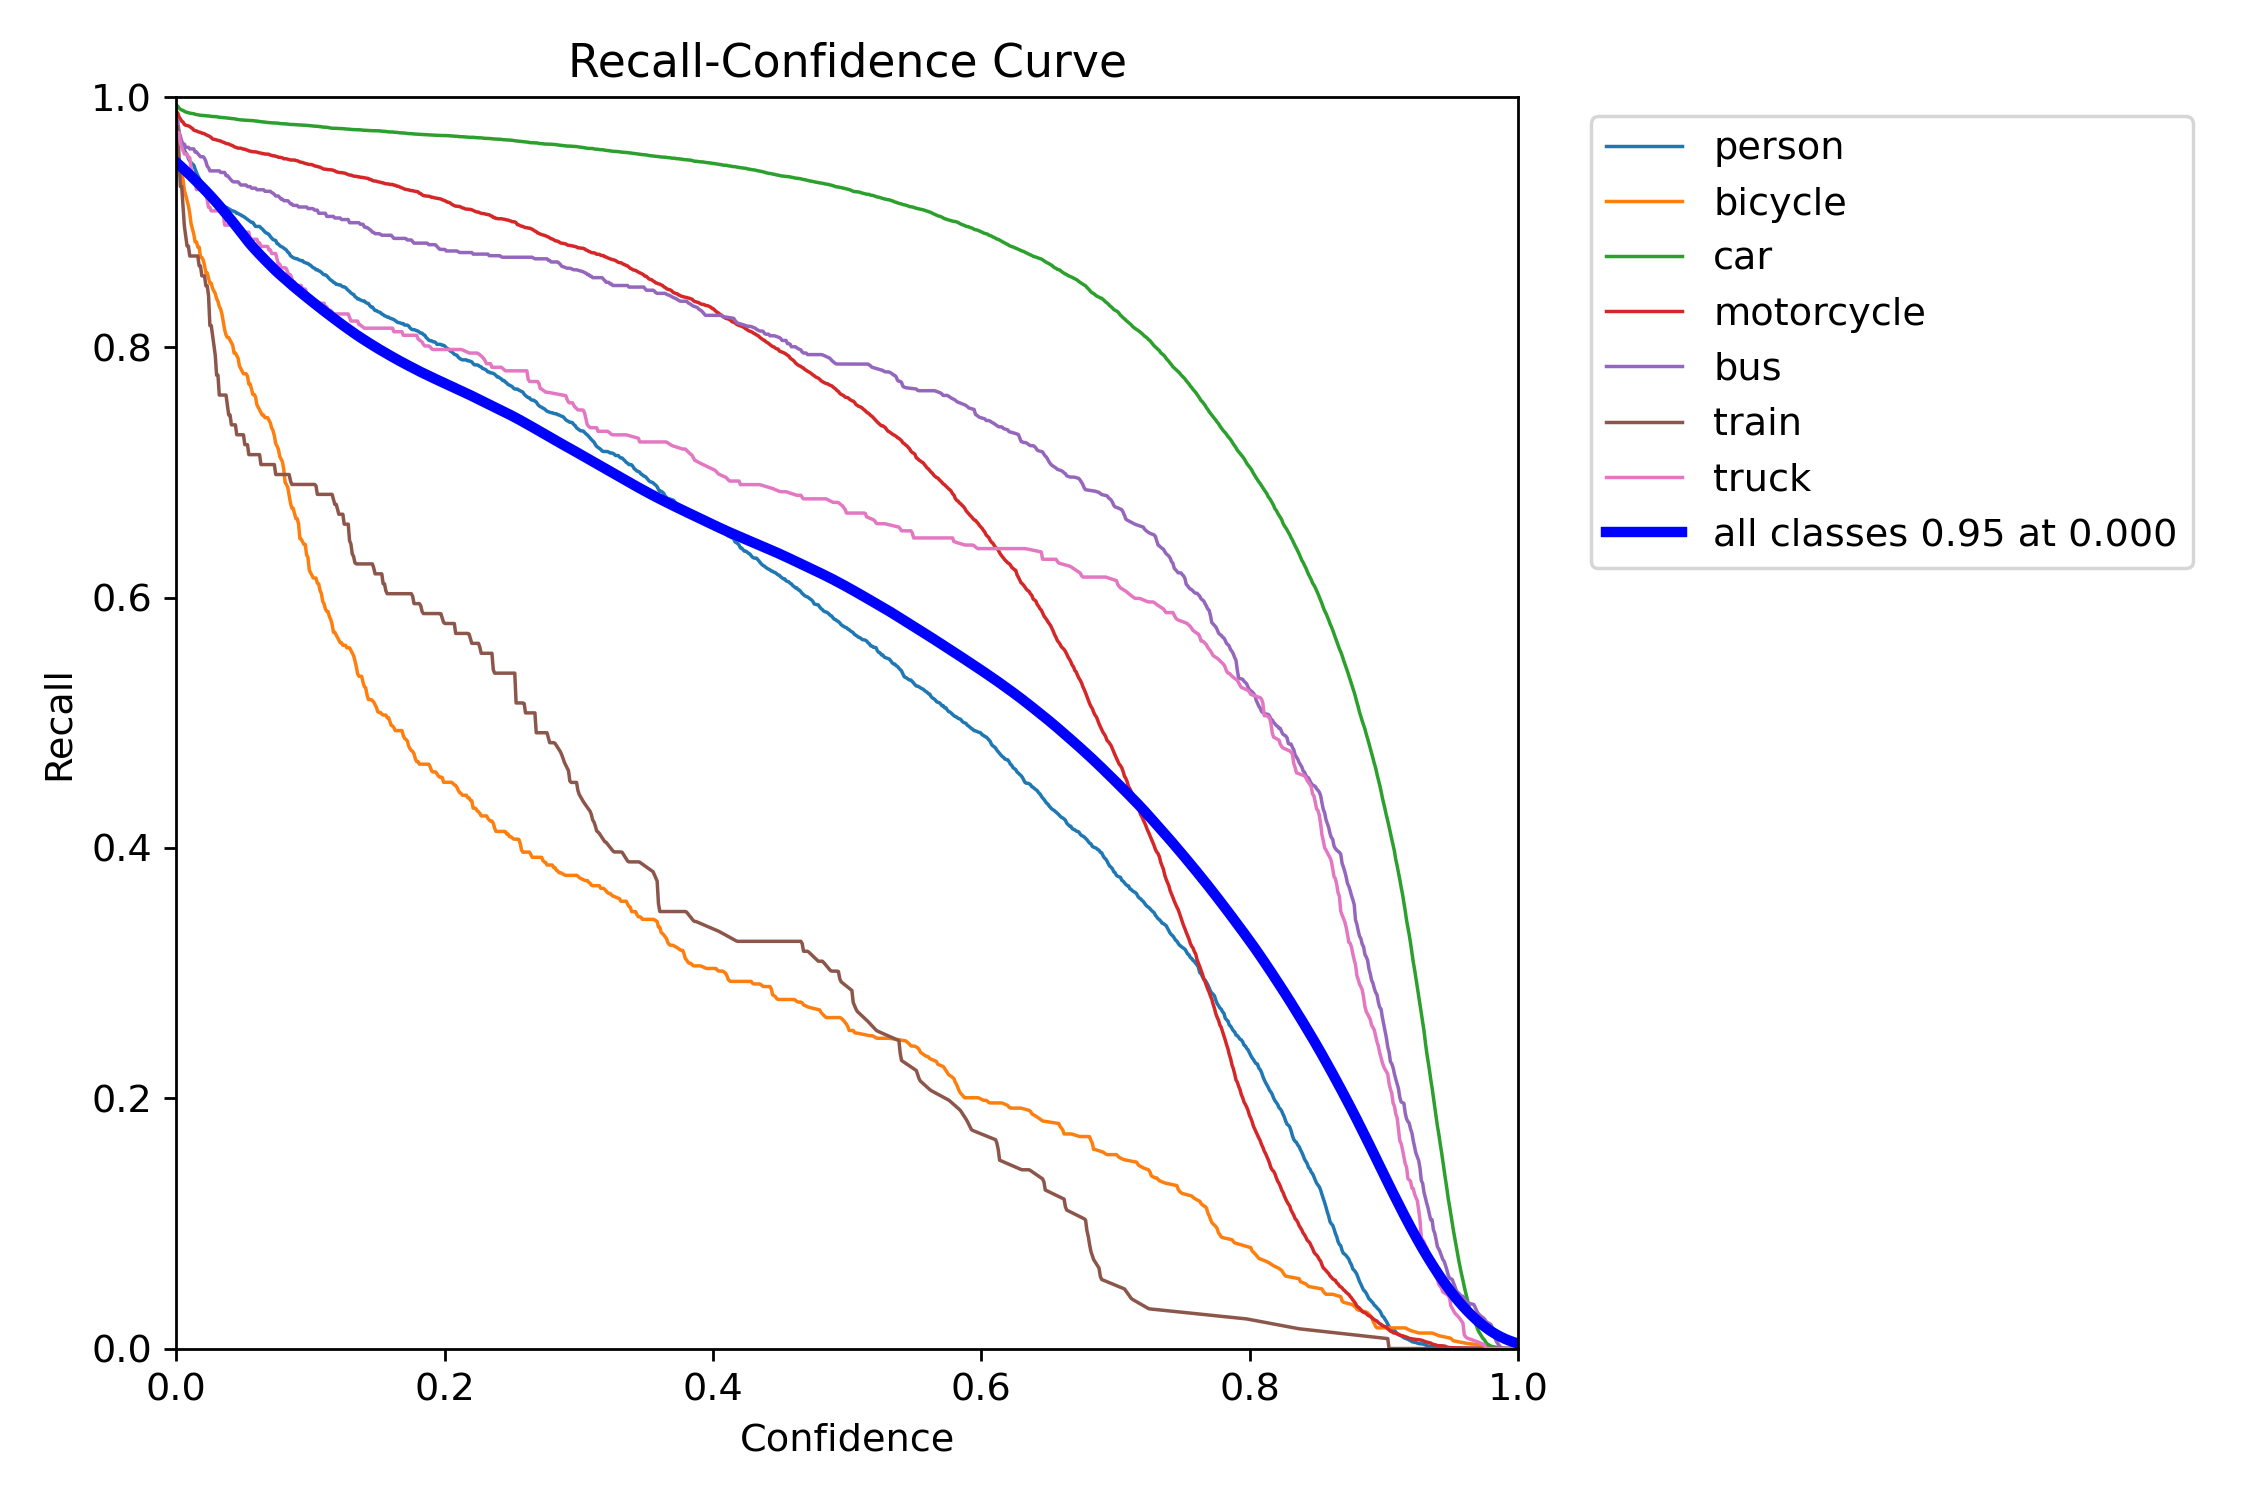 Recall-Confidence Curve
1.0
0.8
0.6
0.4
0.2
0.0
Recall
0.0 0.2 0.4 0.6 0.8 1.0
Confidence
person
bicycle
car
motorcycle
bus
train
truck
all classes 0.95 at 0.000